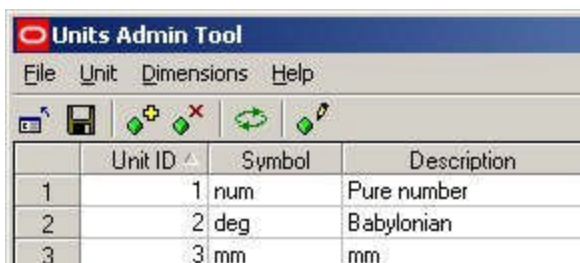 Units Admin Tool
File Unit Dimensions Help
Unit ID Symbol Description
1 1 num Pure number
2 2 deg Babylonian
3 3 mm mm